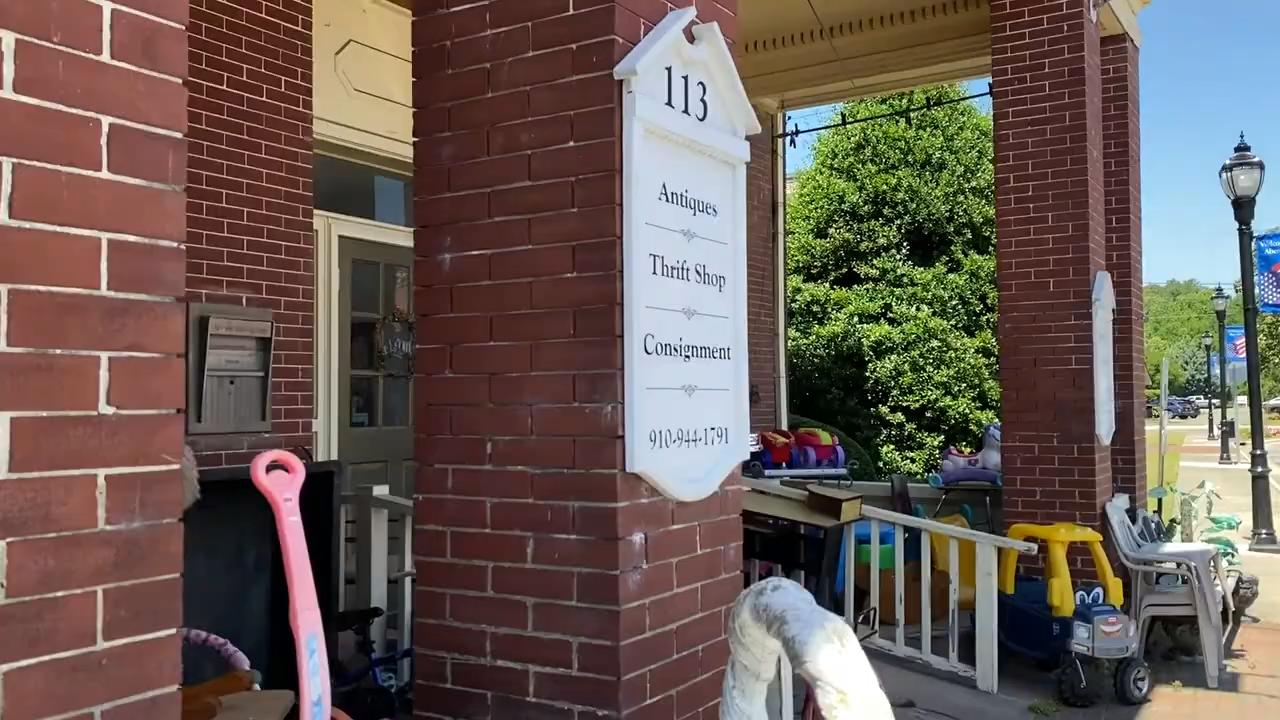 113
Antiques
Thrift Shop
Consignment
910-944-1791